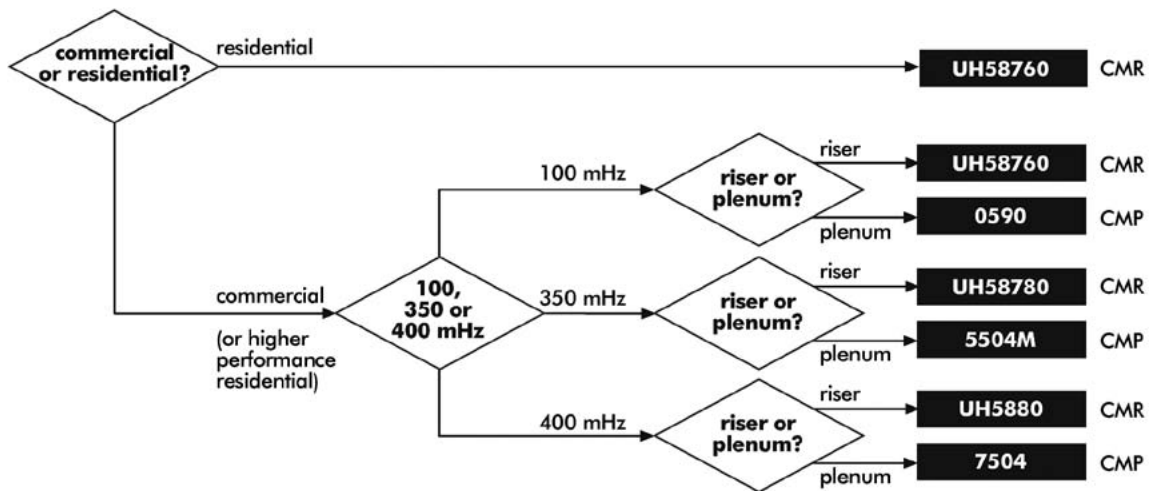 commercial
or residential?
residential
UH58760
CMR
100 mHz
riser or
plenum?
riser
UH58760
CMR
plenum
0590
CMP
commercial
(or higher
performance
residential)
100,
350 or
400 mHz
350 mHz
riser or
plenum?
riser
UH58780
CMR
plenum
5504M
CMP
400 mHz
riser or
plenum?
riser
UH5880
CMR
plenum
7504
CMP